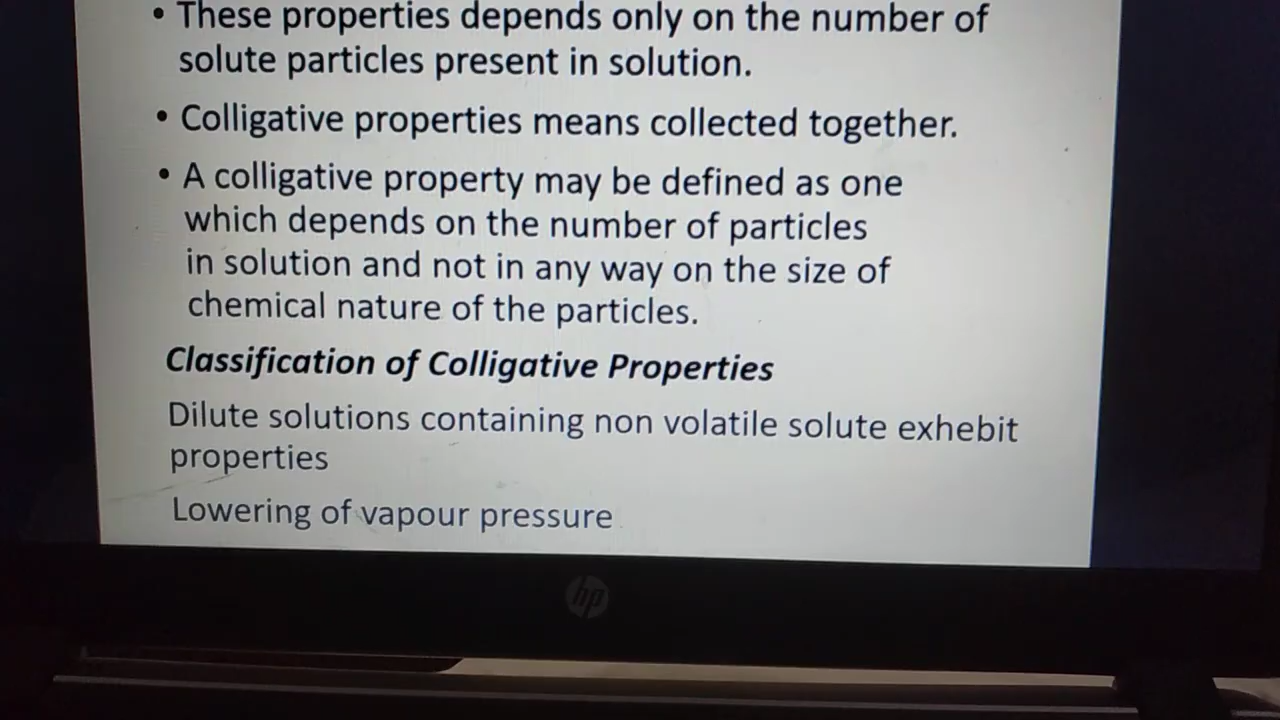 • These properties depends only on the number of
solute particles present in solution.
• Colligative properties means collected together.
• A colligative property may be defined as one
which depends on the number of particles
in solution and not in any way on the size of
chemical nature of the particles.
Classification of Colligative Properties
Dilute solutions containing non volatile solute exhebit
properties
Lowering of vapour pressure
hp